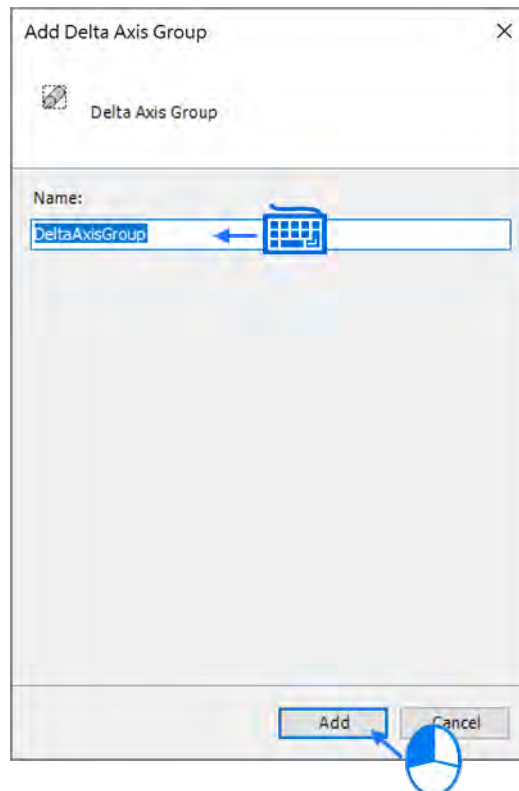 Add Delta Axis Group
Delta Axis Group
Name:
DeltaAxisGroup
Add
Cancel